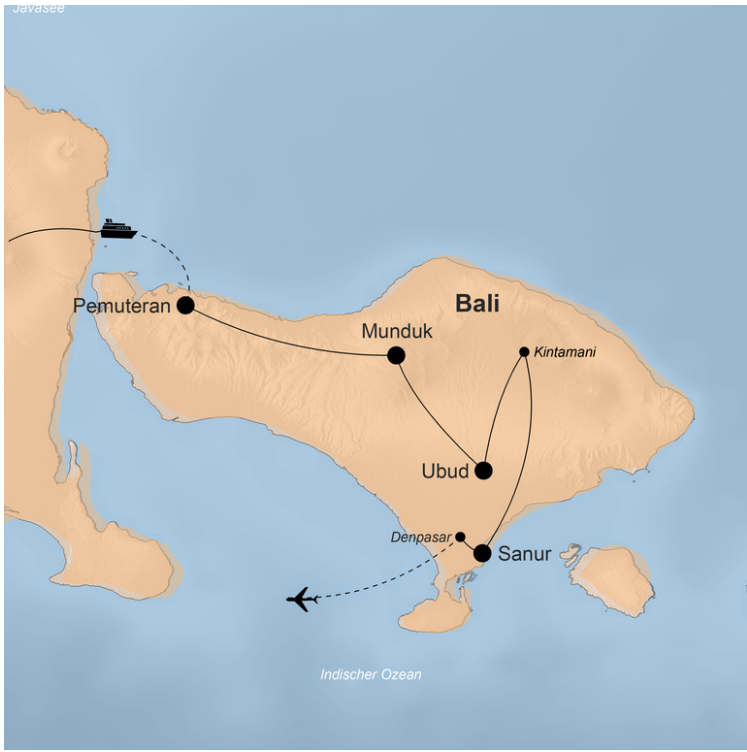 Javasee
Bali
Pemuteran
Munduk
Kintamani
Ubud
Denpasar
Sanur
Indischer Ozean